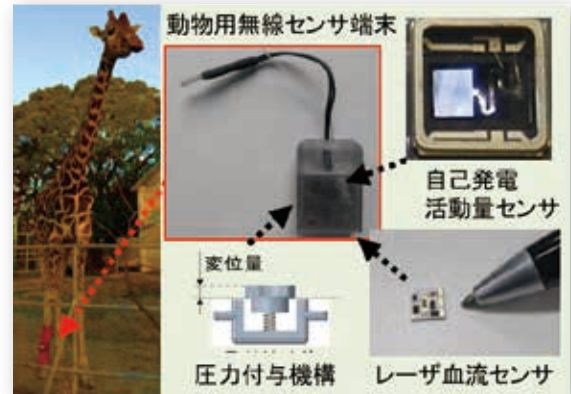 動物用無線センサ端末
自己発電
活動量センサ
変位量
圧力付与機構
レーザ血流センサ